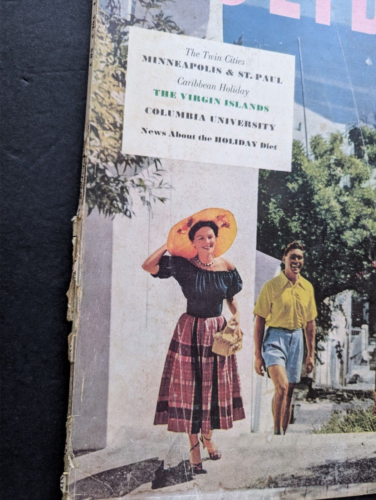 The Twin Cities
MINNEAPOLIS & ST. PAUL
Caribbean Holiday
THE VIRGIN ISLANDS
COLUMBIA UNIVERSITY
News About the HOLIDAY Diet